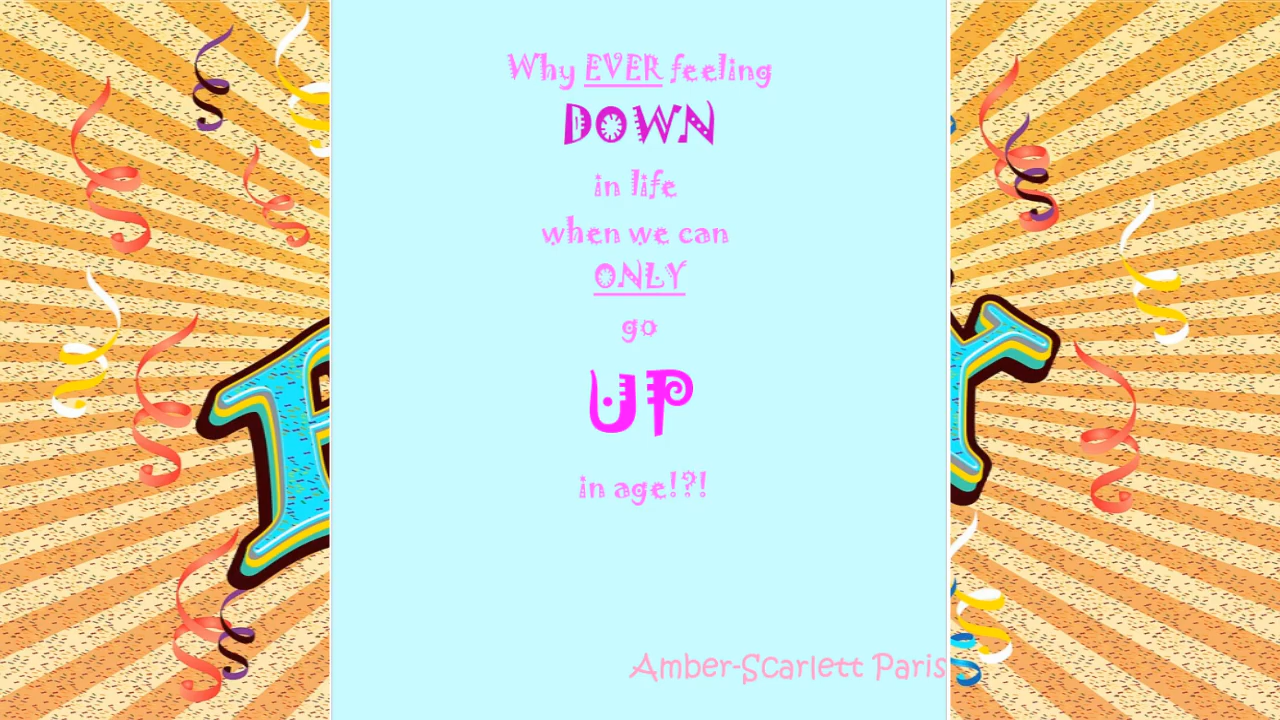 Why EVER feeling
DOWN
in life
when we can
ONLY
go
UP
in age!?!
Amber-Scarlett Paris